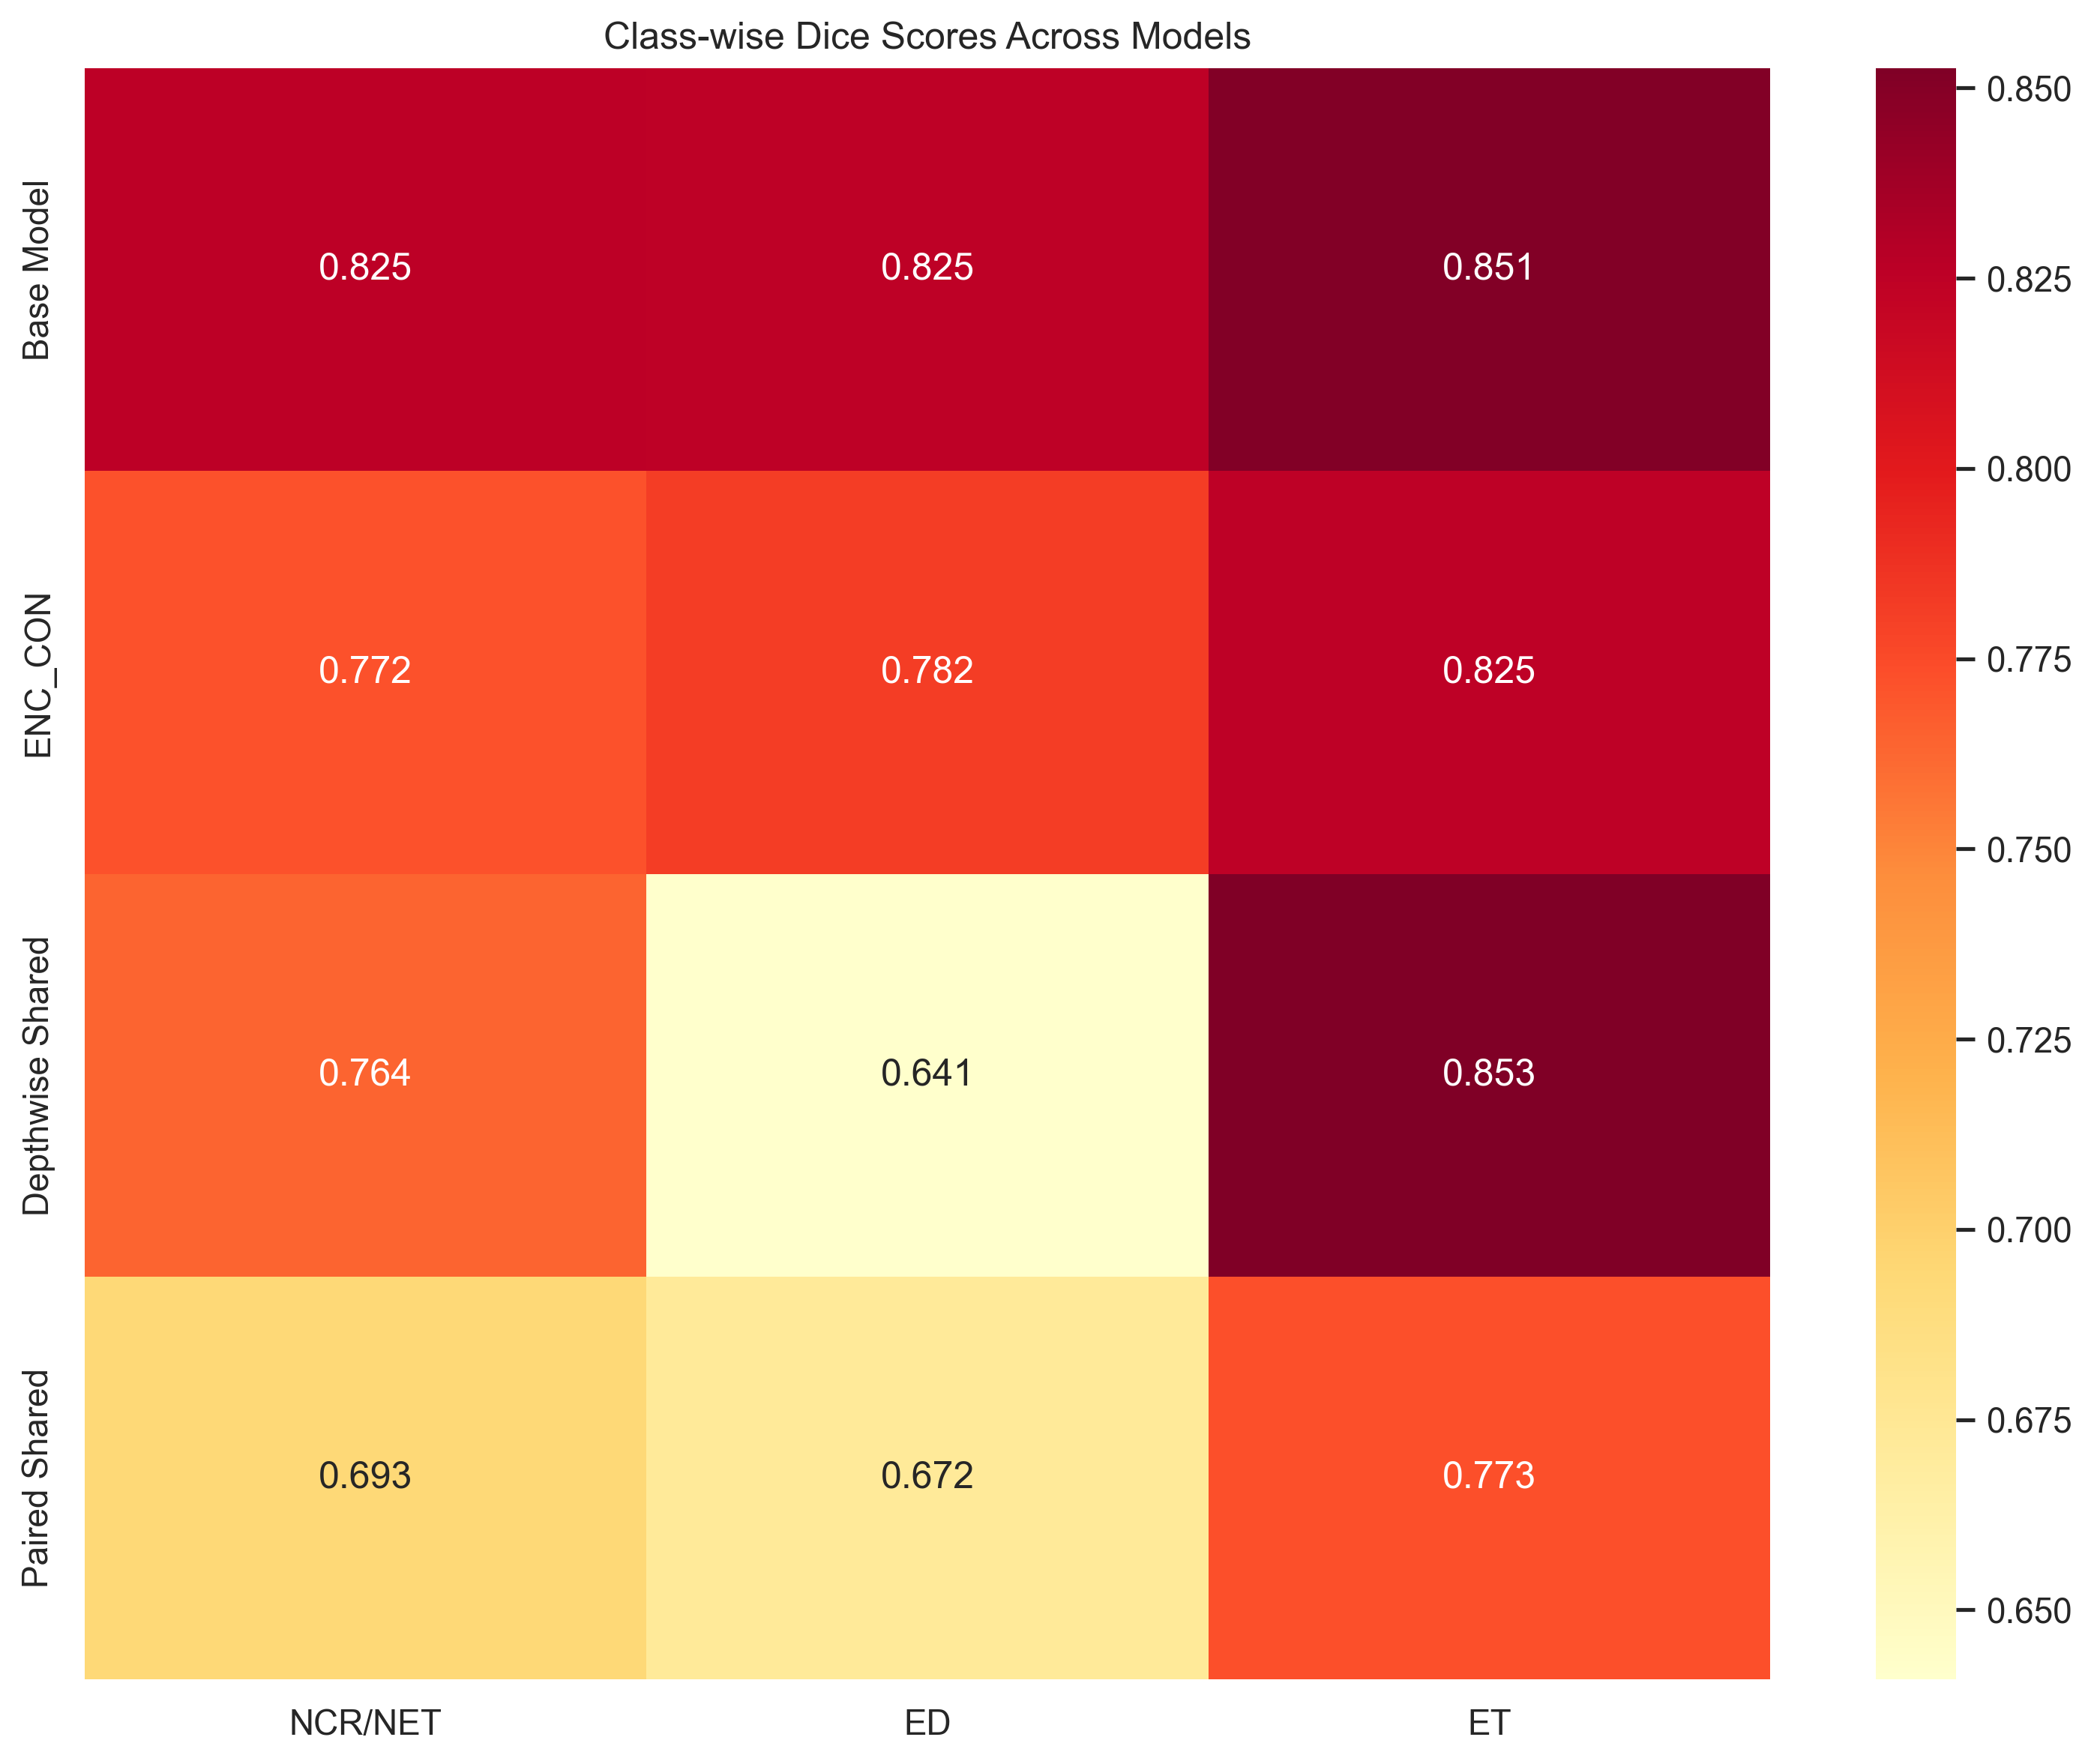 Class-wise Dice Scores Across Models
Base Model
0.825 0.825 0.851
ENC_CON
0.772 0.782 0.825
Depthwise Shared
0.764 0.641 0.853
Paired Shared
0.693 0.672 0.773
NCR/NET ED ET
0.850
0.825
0.800
0.775
0.750
0.725
0.700
0.675
0.650